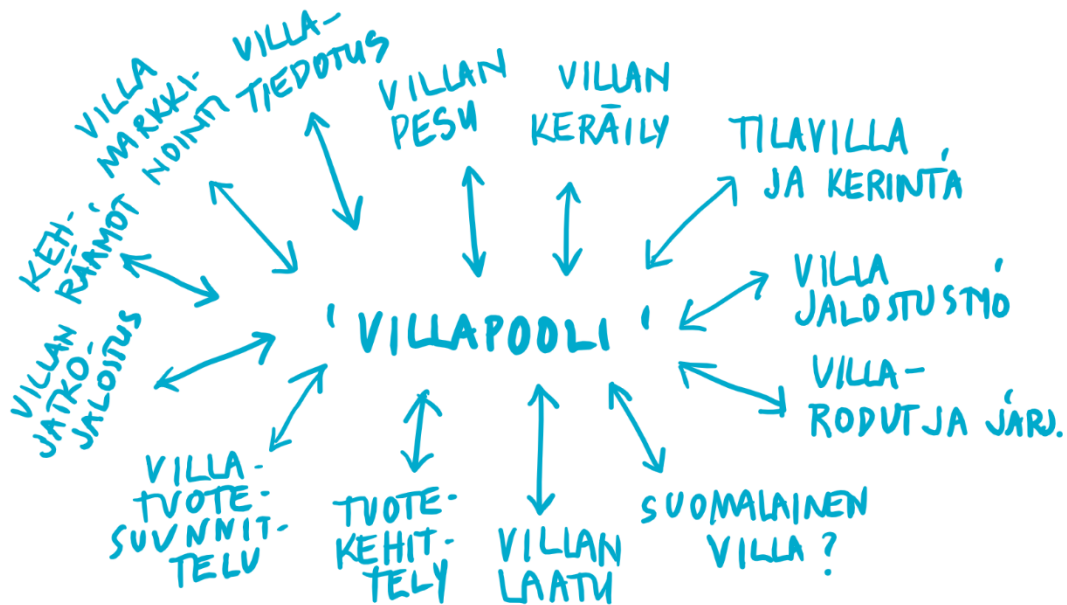 VILLA-
TIEDOTUS
VILLAN
PESU
VILLAN
KERÄILY
TILAVILLA
JA KERINTÄ
VILLA
JALOSTUSTYÖ
VILLA-
RODUT JA JÄRJ.
SUOMALAINEN
VILLA?
VILLAN
LAATU
TUOTE-
KEHIT-
TELY
VILLA-
TUOTE-
SUUNNIT-
TELU
VILLAN
JATKO-
JALOSTUS
KEH-
RÄÄMÖT
VILLA
MARKKI-
NOINTI
'VILLAPOOLI'